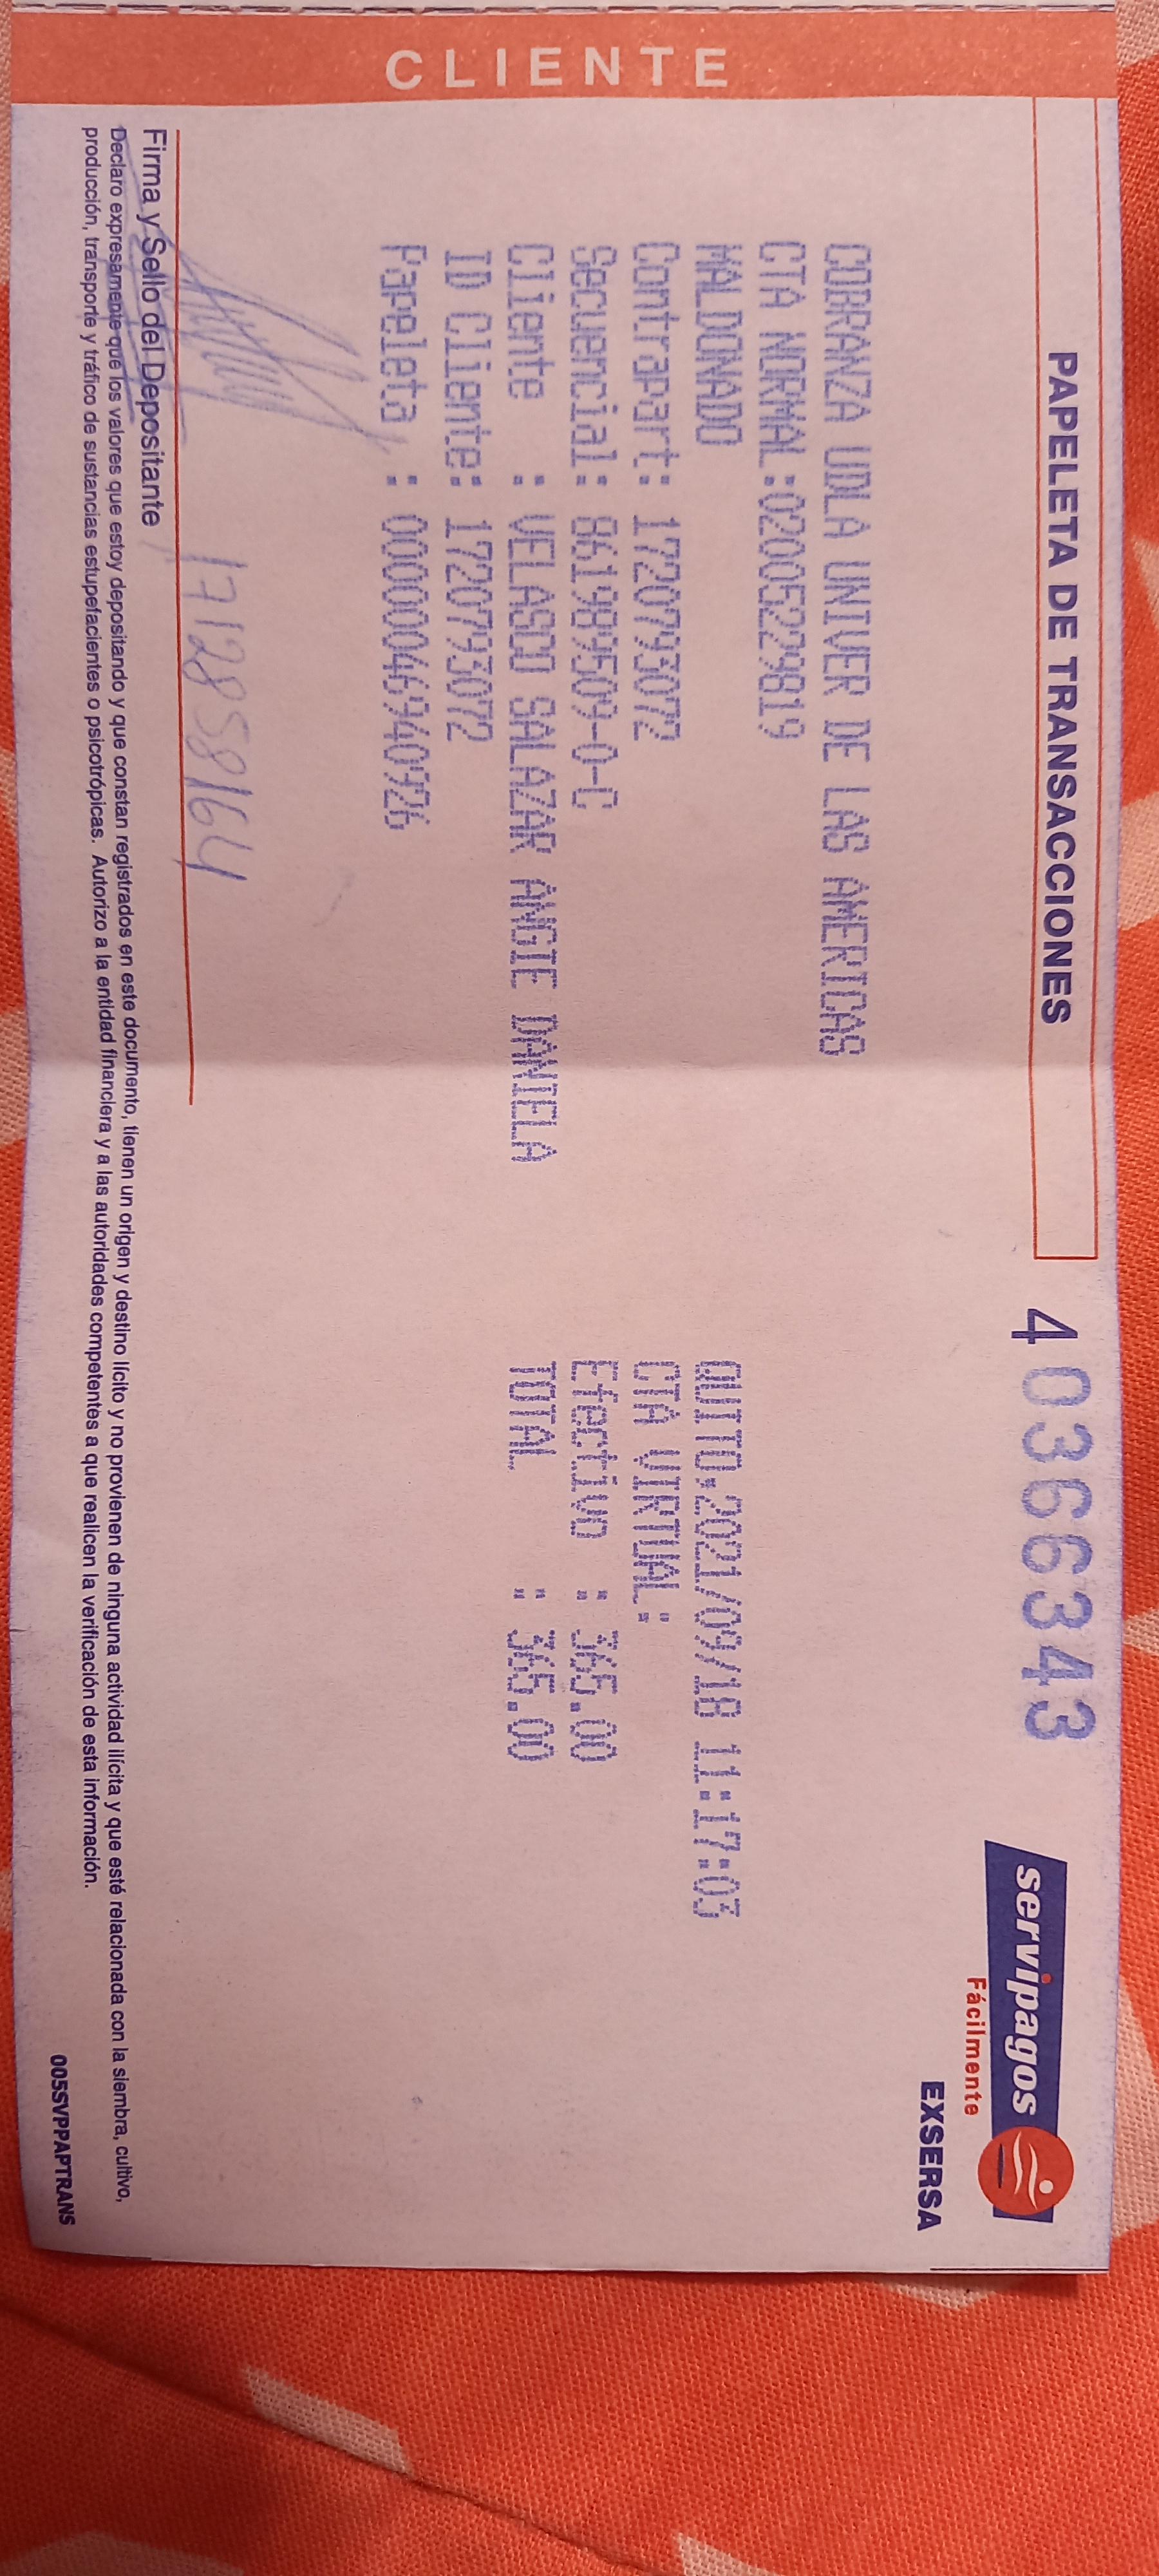 CLIENTE
PAPELETA DE TRANSACCIONES
40366343
servipagos
Fácilmente
EXSERSA
COBRANZA UDLA UNIVER DE LAS AMERICAS
CTA NORMAL:02005229819
MALDONADO
QUITO,2021/09/18 11:17:03
Contrapart: 1720793072
CTA VIRTUAL:
Secuencial: 861989509-0-C
Efectivo : 365.00
Cliente : VELASCO SALAZAR ANGIE DANIELA
TOTAL : 365.00
ID Cliente: 1720793072
Papeleta : 00000046940926
1712858164
Firma y Sello del Depositante
Declaro expresamente que los valores que estoy depositando y que constan registrados en este documento, tienen un origen y destino lícito y no provienen de ninguna actividad ilícita y que esté relacionada con la siembra, cultivo,
producción, transporte y tráfico de sustancias estupefacientes o psicotrópicas. Autorizo a la entidad financiera y a las autoridades competentes a que realicen la verificación de esta información.
005SVPPAPTRANS